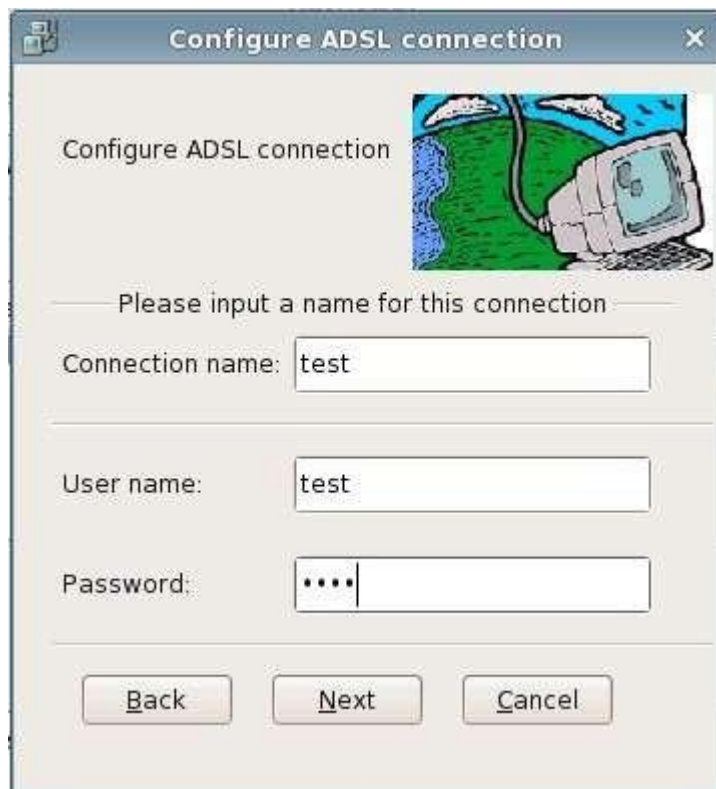 Configure ADSL connection
Configure ADSL connection
Please input a name for this connection
Connection name: test
User name: test
Password: ••••
Back Next Cancel